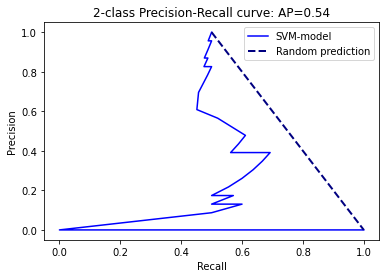 2-class Precision-Recall curve: AP=0.54
SVM-model
Random prediction
Precision
1.0
0.8
0.6
0.4
0.2
0.0
0.0 0.2 0.4 0.6 0.8 1.0
Recall